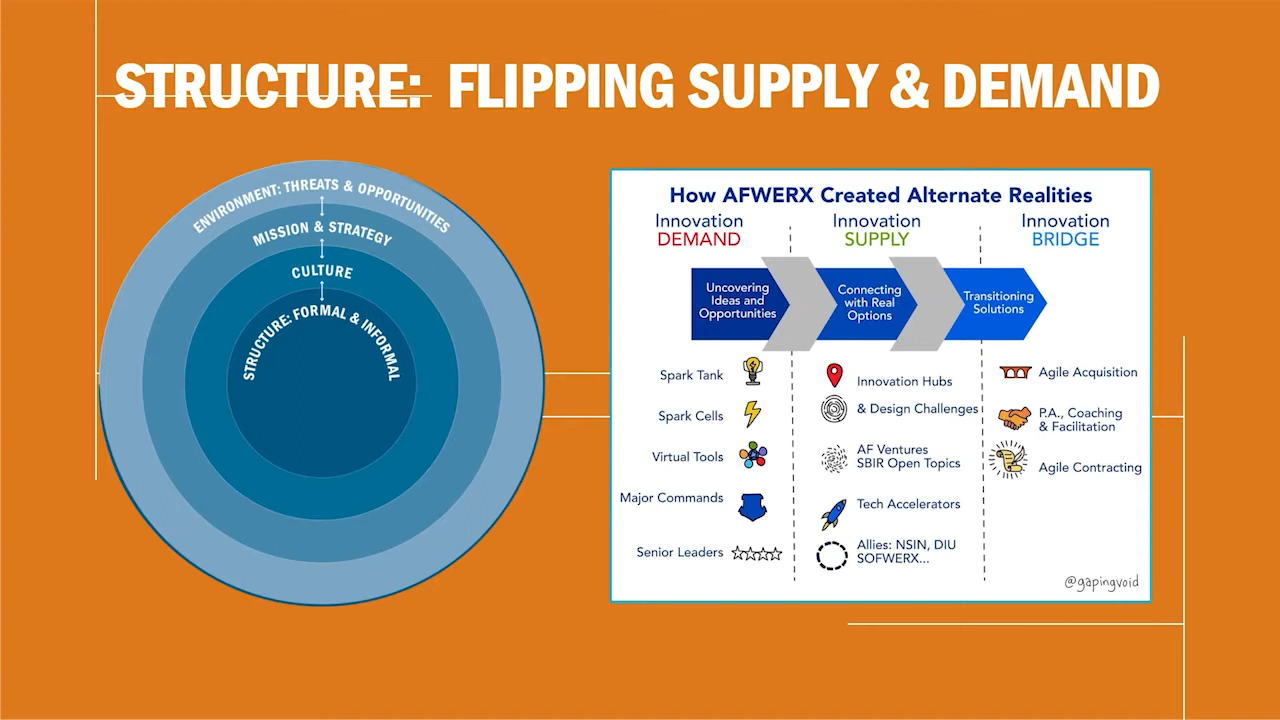 STRUCTURE: FLIPPING SUPPLY & DEMAND
ENVIRONMENT: THREATS & OPPORTUNITIES
MISSION & STRATEGY
CULTURE
STRUCTURE: FORMAL & INFORMAL
How AFWERX Created Alternate Realities
Innovation
DEMAND
Uncovering
Ideas and
Opportunities
Spark Tank
Spark Cells
Virtual Tools
Major Commands
Senior Leaders
Innovation
SUPPLY
Connecting
with Real
Options
Innovation Hubs
& Design Challenges
AF Ventures
SBIR Open Topics
Tech Accelerators
Allies: NSIN, DIU
SOFWERX...
Innovation
BRIDGE
Transitioning
Solutions
Agile Acquisition
P.A., Coaching
& Facilitation
Agile Contracting
@gapingvoid